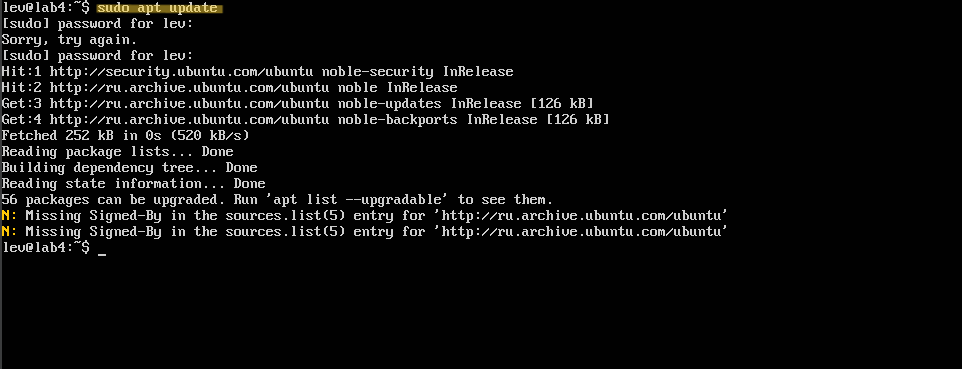 lev@lab4:~$ sudo apt update
[sudo] password for lev:
Sorry, try again.
[sudo] password for lev:
Hit:1 http://security.ubuntu.com/ubuntu noble-security InRelease
Hit:2 http://ru.archive.ubuntu.com/ubuntu noble InRelease
Get:3 http://ru.archive.ubuntu.com/ubuntu noble-updates InRelease [126 kB]
Get:4 http://ru.archive.ubuntu.com/ubuntu noble-backports InRelease [126 kB]
Fetched 252 kB in 0s (520 kB/s)
Reading package lists... Done
Building dependency tree... Done
Reading state information... Done
56 packages can be upgraded. Run 'apt list --upgradable' to see them.
N: Missing Signed-By in the sources.list(5) entry for 'http://ru.archive.ubuntu.com/ubuntu'
N: Missing Signed-By in the sources.list(5) entry for 'http://ru.archive.ubuntu.com/ubuntu'
lev@lab4:~$ _